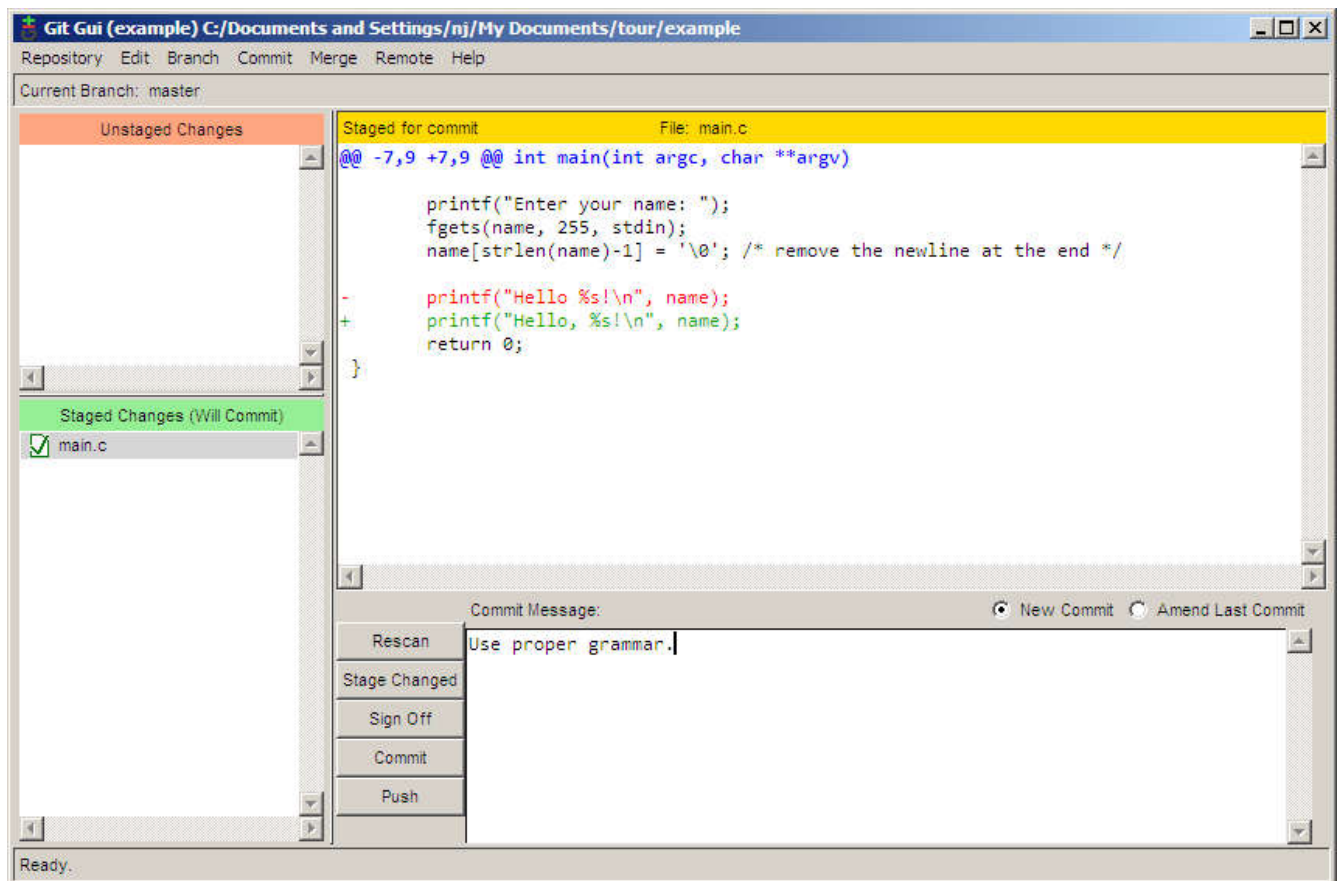 Git Gui (example) C:/Documents and Settings/nj/My Documents/tour/example
Repository Edit Branch Commit Merge Remote Help
Current Branch: master
Unstaged Changes
Staged Changes (Will Commit)
main.c
Staged for commit File: main.c
@@ -7,9 +7,9 @@ int main(int argc, char **argv)
printf("Enter your name: ");
fgets(name, 255, stdin);
name[strlen(name)-1] = '\0'; /* remove the newline at the end */
- printf("Hello %s!\n", name);
+ printf("Hello, %s!\n", name);
return 0;
}
Commit Message: New Commit Amend Last Commit
Rescan
Stage Changed
Sign Off
Commit
Push
Use proper grammar.
Ready.